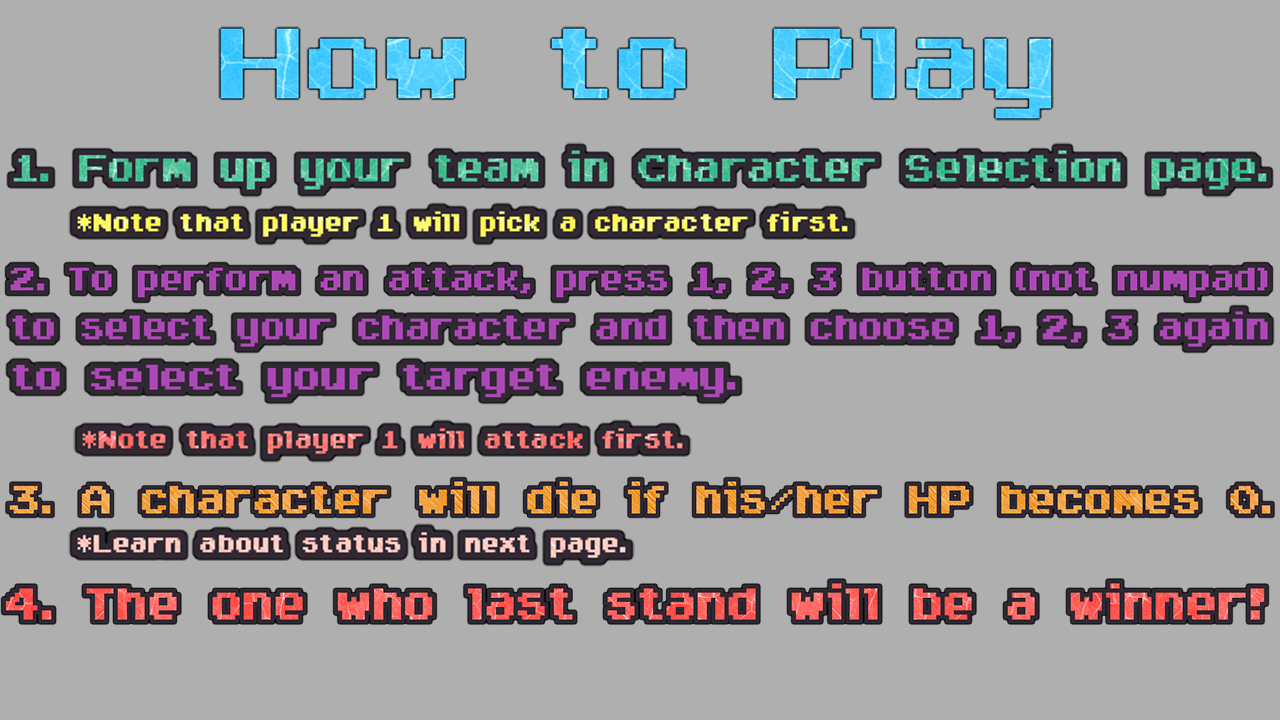 How to Play
1. Form up your team in Character Selection page.
*Note that player 1 will pick a character first.
2. To perform an attack, press 1, 2, 3 button (not numpad)
to select your character and then choose 1, 2, 3 again
to select your target enemy.
*Note that player 1 will attack first.
3. A character will die if his/her HP becomes 0.
*Learn about status in next page.
4. The one who last stand will be a winner!